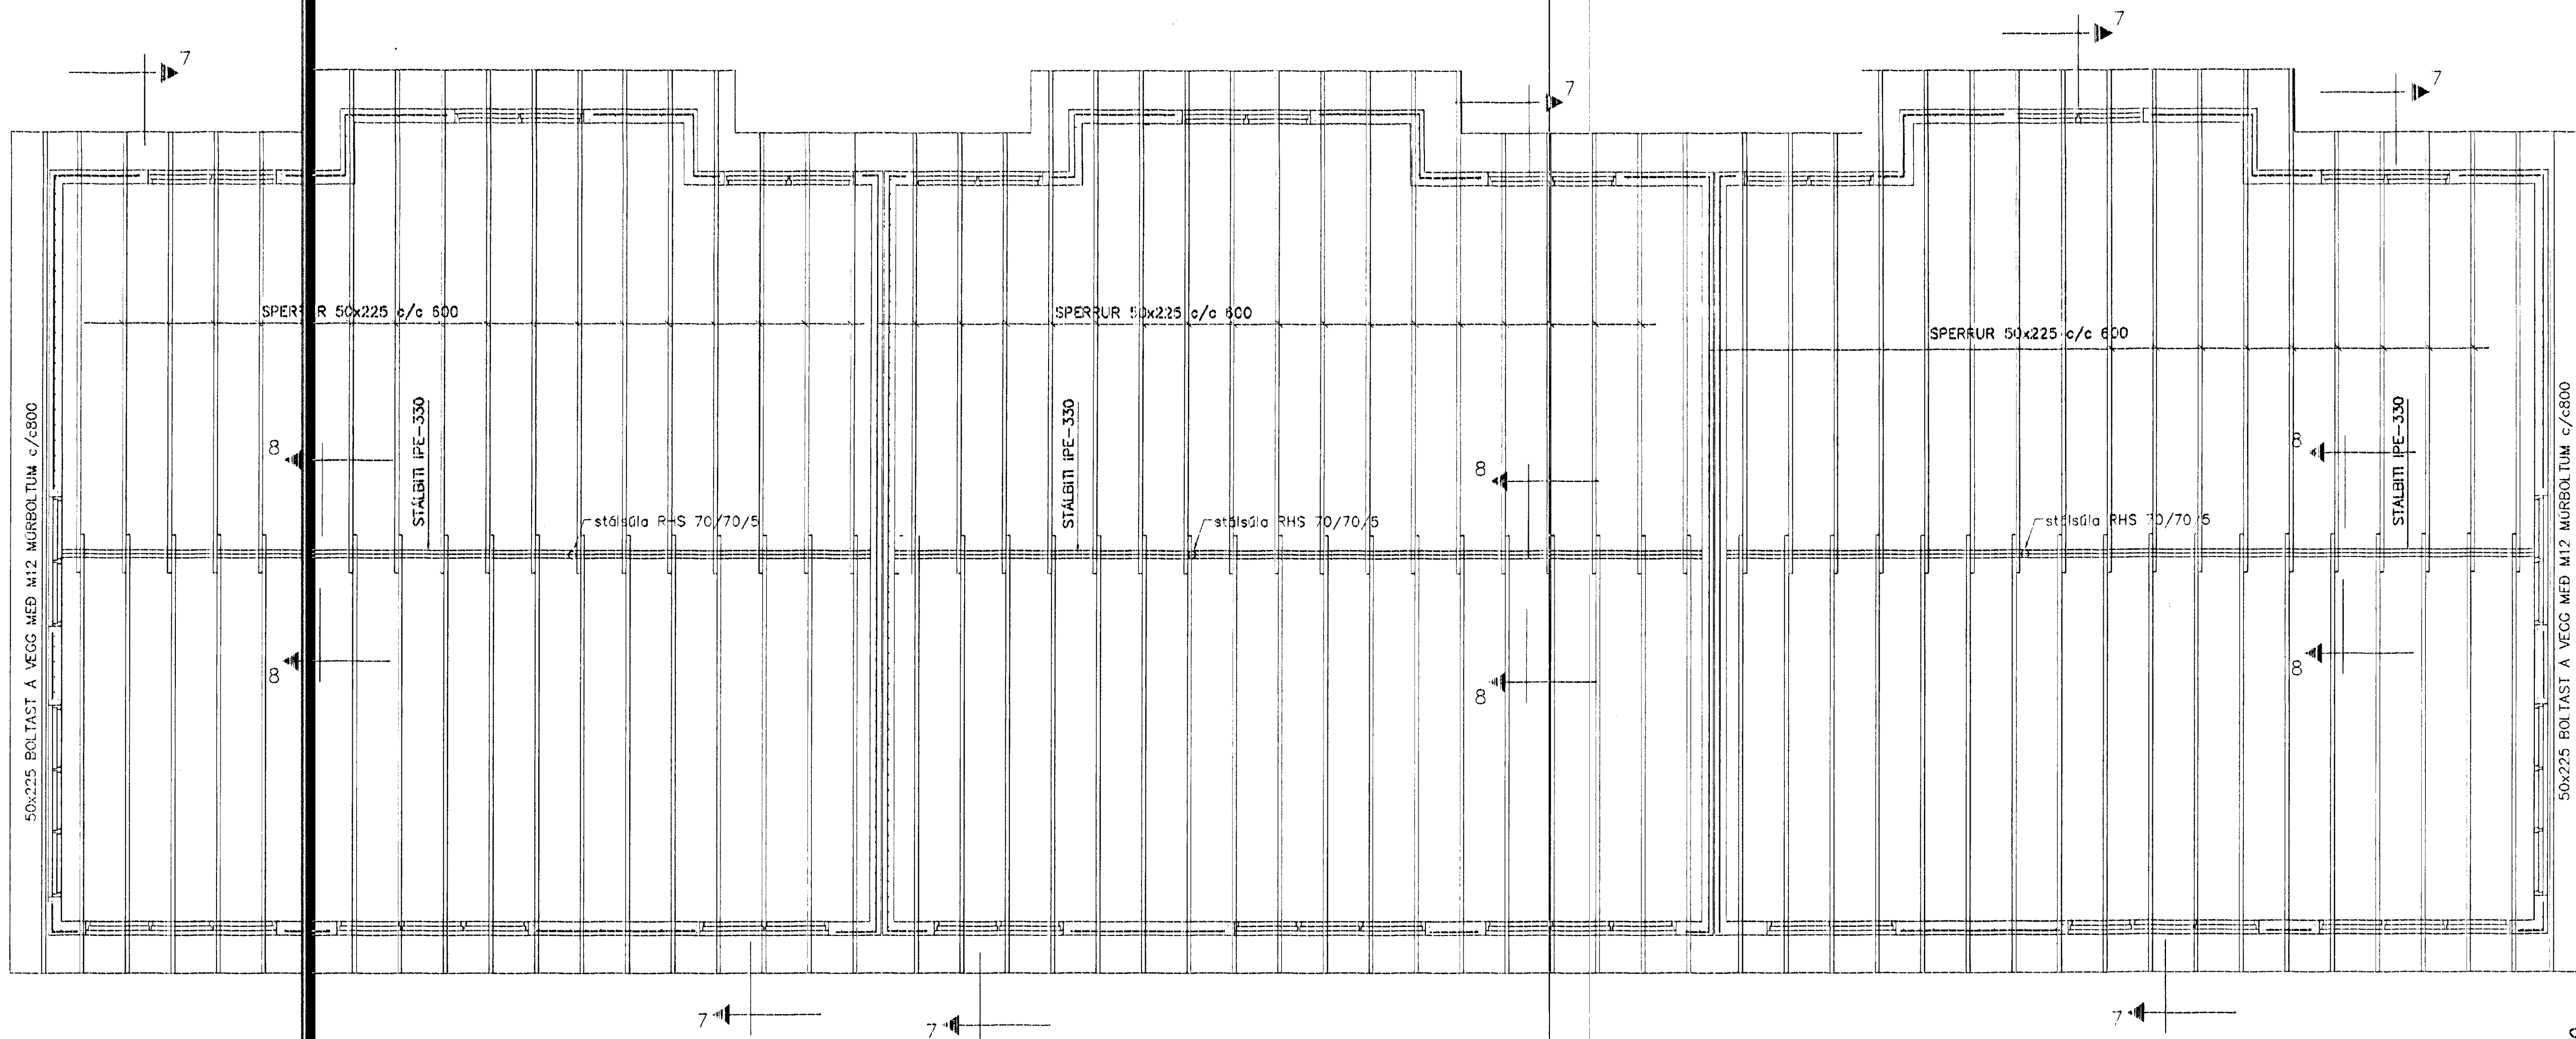 7
7
7
7
SPERRUR 50x225 c/c 600
SPERRUR 50x225 c/c 600
SPERRUR 50x225 c/c 600
50x225 BOLTAST A VEGG MEÐ M12 MÚRBOLTUM c/c800
STÁLBITI IPE-330
STÁLBITI IPE-330
STÁLBITI IPE-330
50x225 BOLTAST A VEGG MEÐ M12 MÚRBOLTUM c/c800
8
8
8
stálsúla RHS 70/70/5
stálsúla RHS 70/70/5
stálsúla RHS 70/70/5
8
8
8
7
7
7